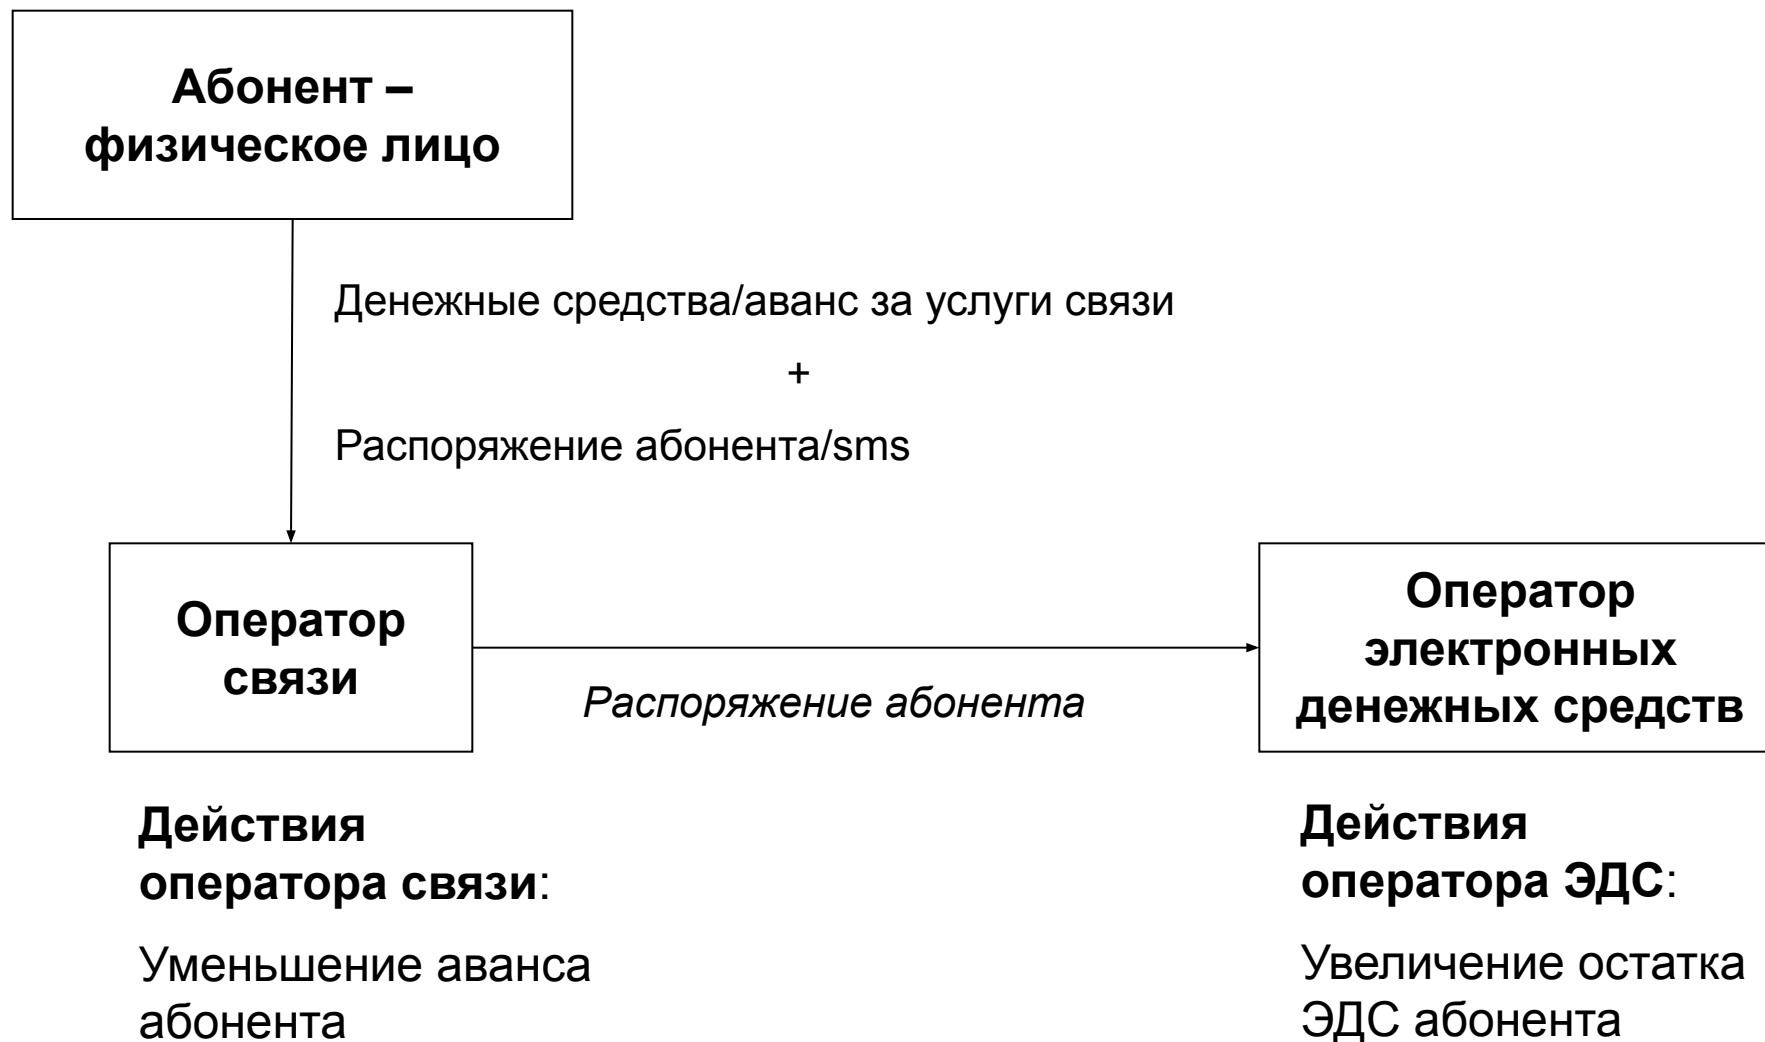 Абонент –
физическое лицо
Денежные средства/аванс за услуги связи
+
Распоряжение абонента/sms
Оператор
связи
Распоряжение абонента
Оператор
электронных
денежных средств
Действия
оператора связи:
Уменьшение аванса
абонента
Действия
оператора ЭДС:
Увеличение остатка
ЭДС абонента